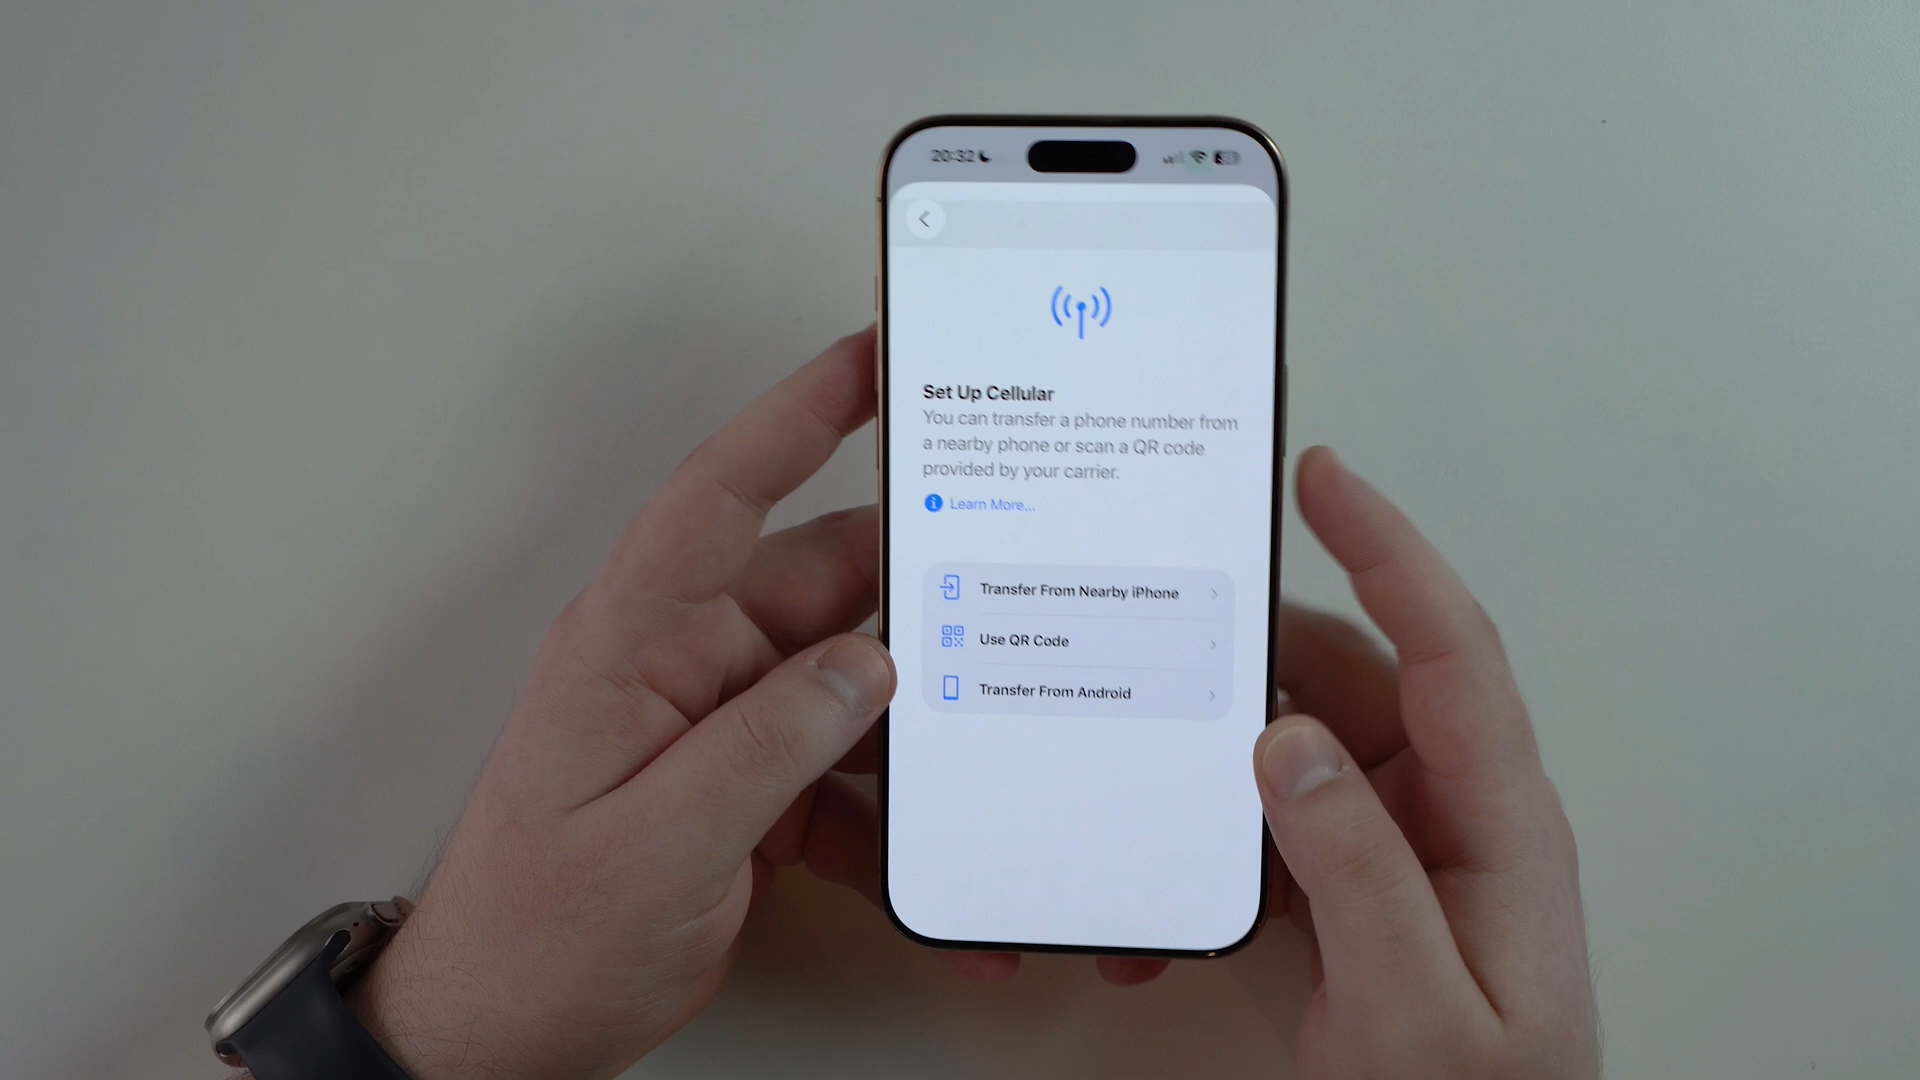 20:32
Set Up Cellular
You can transfer a phone number from
a nearby phone or scan a QR code
provided by your carrier.
Learn More...
Transfer From Nearby iPhone
Use QR Code
Transfer From Android